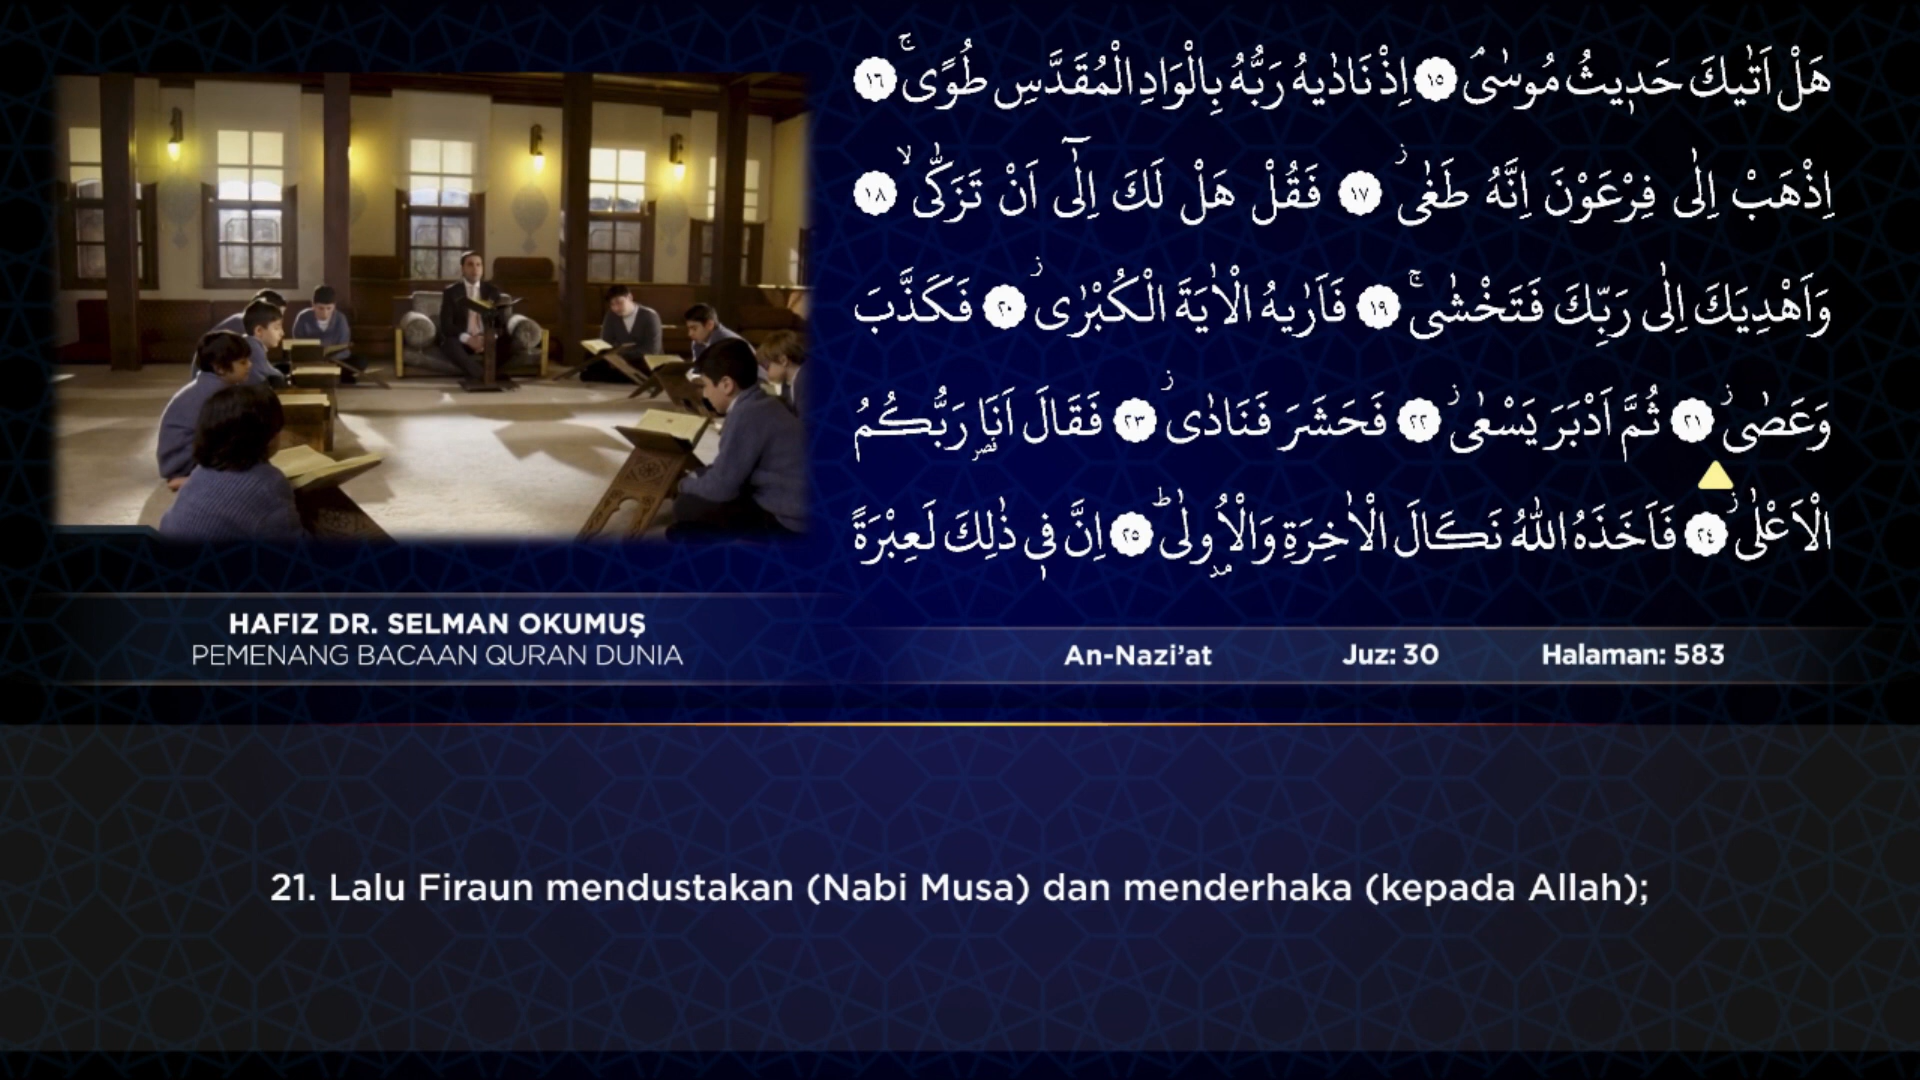 هَلْ اَتٰيكَ حَد۪يثُ مُوسٰىۘ ﴿١٥﴾ اِذْ نَادٰيهُ رَبُّهُ بِالْوَادِ الْمُقَدَّسِ طُوًىۚ ﴿١٦﴾
اِذْهَبْ اِلٰى فِرْعَوْنَ اِنَّهُ طَغٰىۘ ﴿١٧﴾ فَقُلْ هَلْ لَكَ اِلٰٓى اَنْ تَزَكّٰىۙ ﴿١٨﴾
وَاَهْدِيَكَ اِلٰى رَبِّكَ فَتَخْشٰىۚ ﴿١٩﴾ فَاَرٰيهُ الْاٰيَةَ الْكُبْرٰىۘ ﴿٢٠﴾ فَكَذَّبَ
وَعَصٰىۘ ﴿٢١﴾ ثُمَّ اَدْبَرَ يَسْعٰىۘ ﴿٢٢﴾ فَحَشَرَ فَنَادٰىۘ ﴿٢٣﴾ فَقَالَ اَنَا۬ رَبُّكُمُ
الْاَعْلٰىۘ ﴿٢٤﴾ فَاَخَذَهُ اللّٰهُ نَكَالَ الْاٰخِرَةِ وَالْاُو۫لٰىۜ ﴿٢٥﴾ اِنَّ ف۪ي ذٰلِكَ لَعِبْرَةً
HAFIZ DR. SELMAN OKUMUŞ
PEMENANG BACAAN QURAN DUNIA
An-Nazi’at Juz: 30 Halaman: 583
21. Lalu Firaun mendustakan (Nabi Musa) dan menderhaka (kepada Allah);